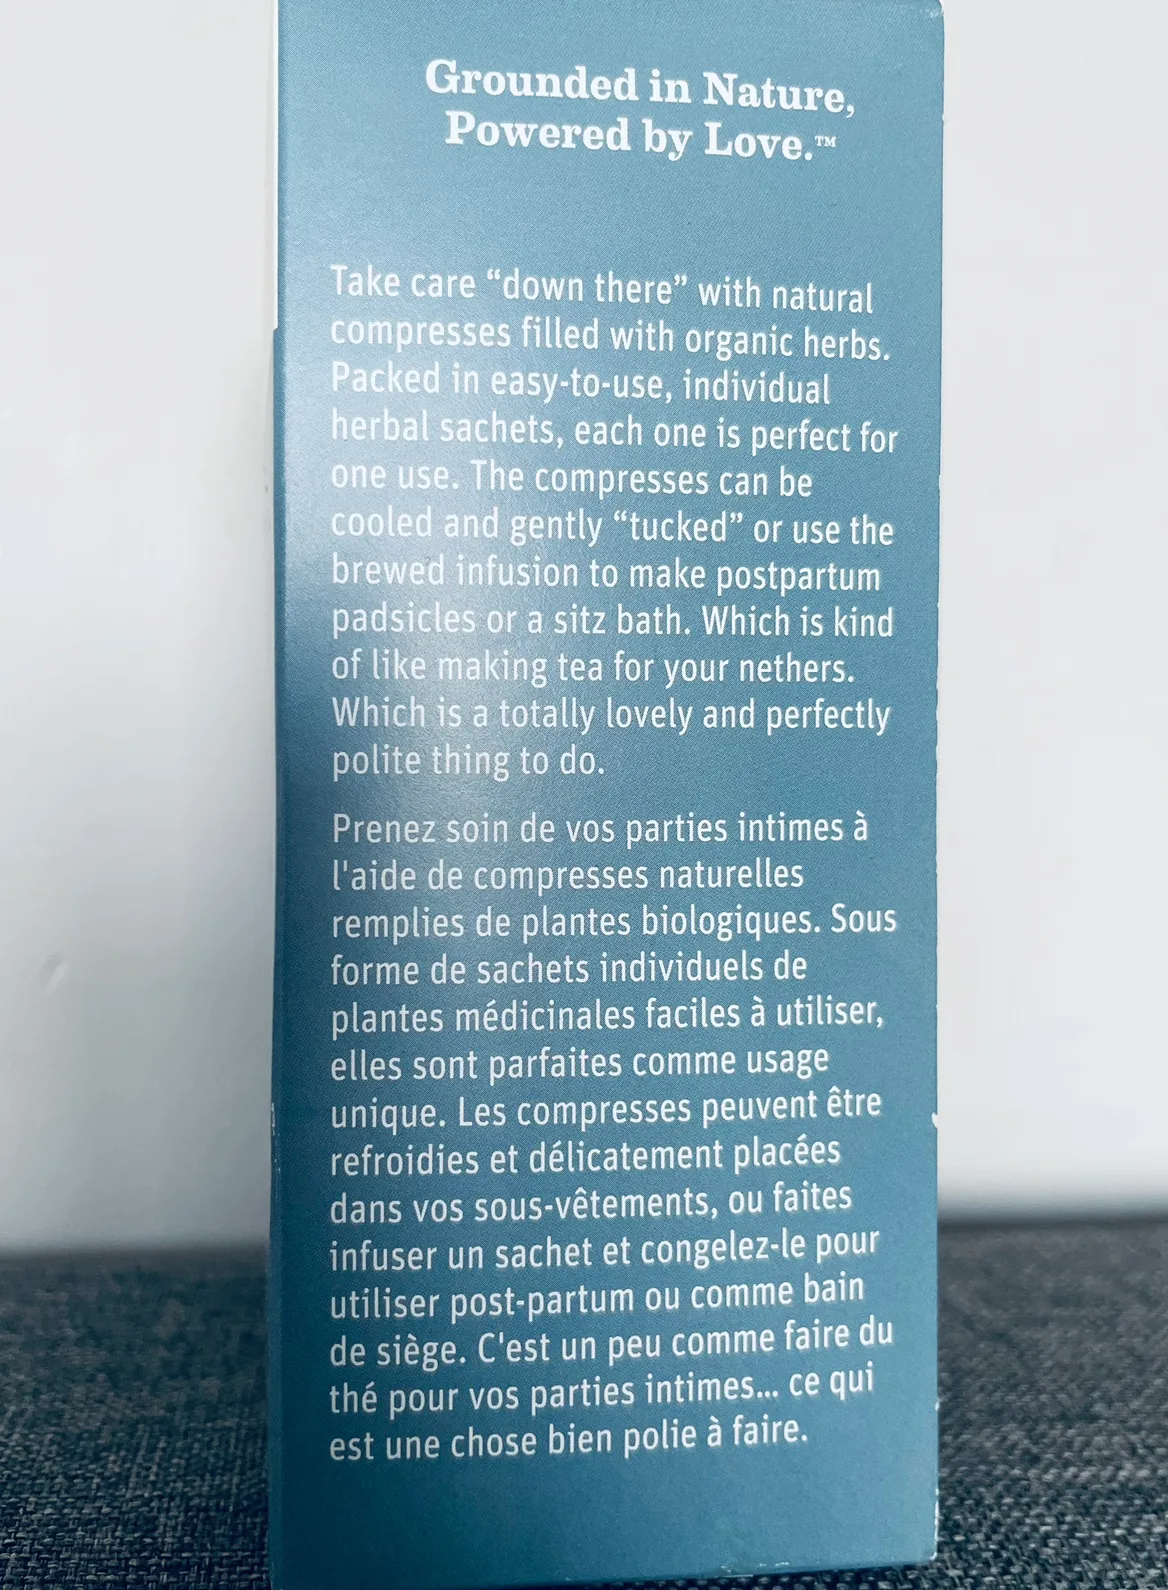 Grounded in Nature,
Powered by Love.™
Take care “down there” with natural
compresses filled with organic herbs.
Packed in easy-to-use, individual
herbal sachets, each one is perfect for
one use. The compresses can be
cooled and gently “tucked” or use the
brewed infusion to make postpartum
padsicles or a sitz bath. Which is kind
of like making tea for your nethers.
Which is a totally lovely and perfectly
polite thing to do.
Prenez soin de vos parties intimes à
l'aide de compresses naturelles
remplies de plantes biologiques. Sous
forme de sachets individuels de
plantes médicinales faciles à utiliser,
elles sont parfaites comme usage
unique. Les compresses peuvent être
refroidies et délicatement placées
dans vos sous-vêtements, ou faites
infuser un sachet et congelez-le pour
utiliser post-partum ou comme bain
de siège. C'est un peu comme faire du
thé pour vos parties intimes... ce qui
est une chose bien polie à faire.